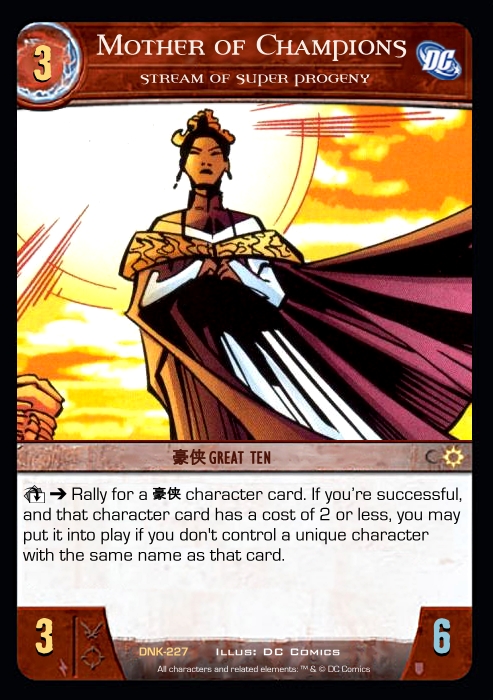 3
MOTHER OF CHAMPIONS
DC
STREAM OF SUPER PROGENY
豪侠 GREAT TEN
➔ Rally for a 豪侠 character card. If you're successful,
and that character card has a cost of 2 or less, you may
put it into play if you don't control a unique character
with the same name as that card.
3
6
DNK-227 ILLUS: DC COMICS
All characters and related elements: ™ & © DC Comics